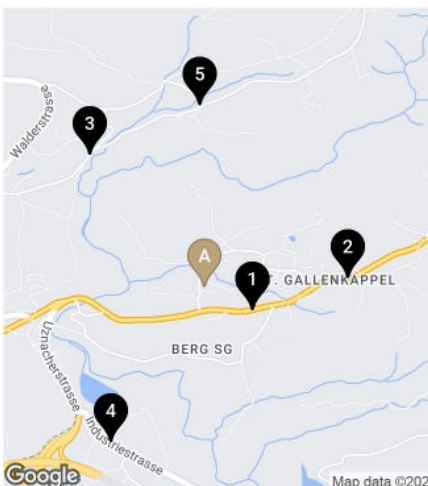 5
3
Walderstrasse
A
2
1
T. GALLENKAPPEL
BERG SG
Uznacherstrasse
4
Industriestrasse
Google
Map data ©202